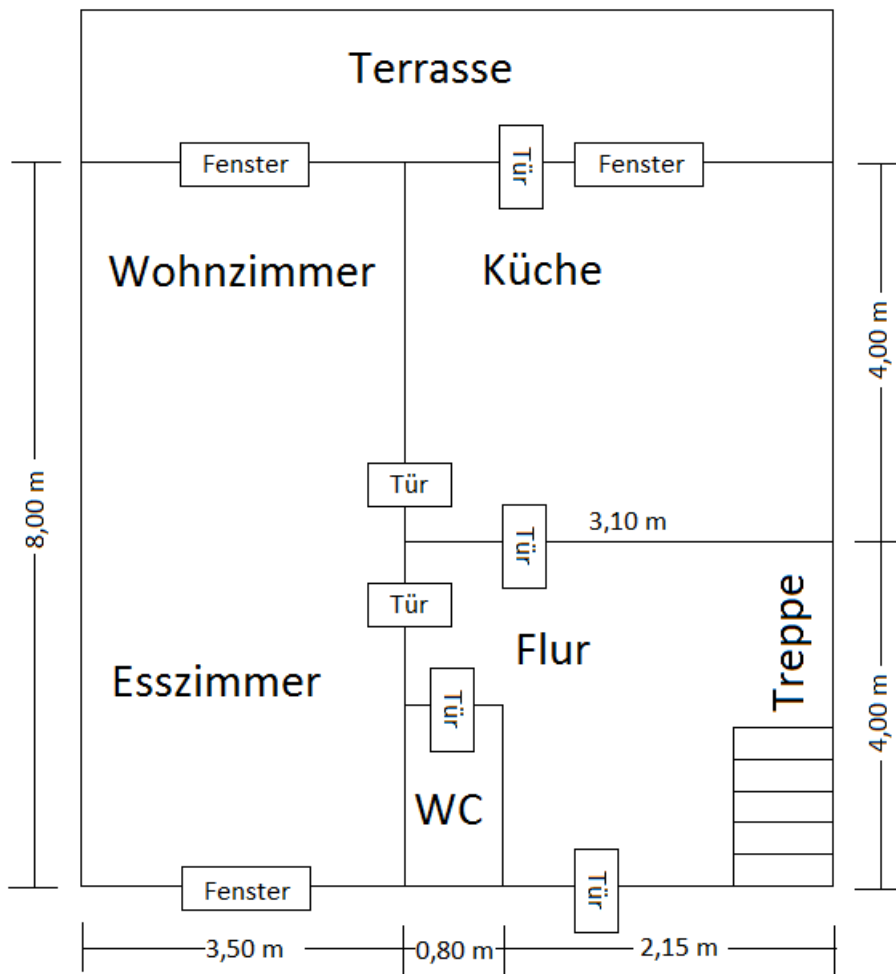 Terrasse
Fenster
Tür
Fenster
Wohnzimmer
Küche
4,00 m
8,00 m
Tür
Tür
3,10 m
Tür
Flur
Treppe
Esszimmer
Tür
4,00 m
WC
Fenster
Tür
3,50 m
0,80 m
2,15 m